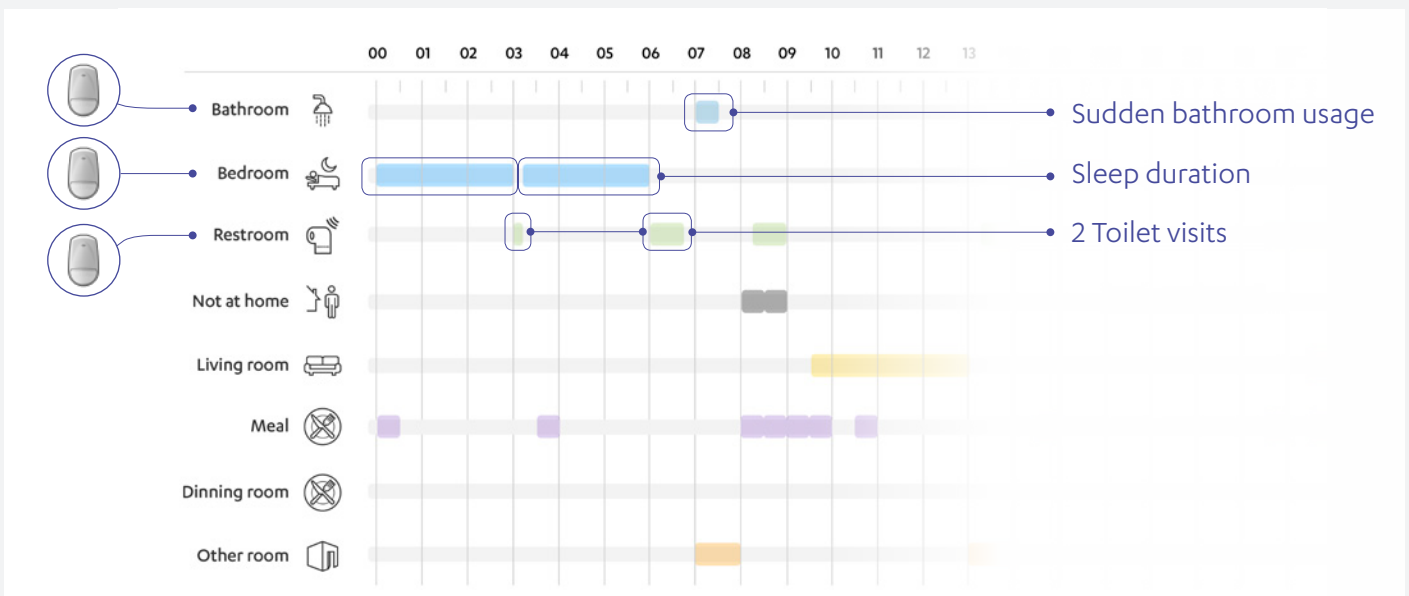 00 01 02 03 04 05 06 07 08 09 10 11 12 13
Bathroom
Sudden bathroom usage
Bedroom
Sleep duration
Restroom
2 Toilet visits
Not at home
Living room
Meal
Dinning room
Other room